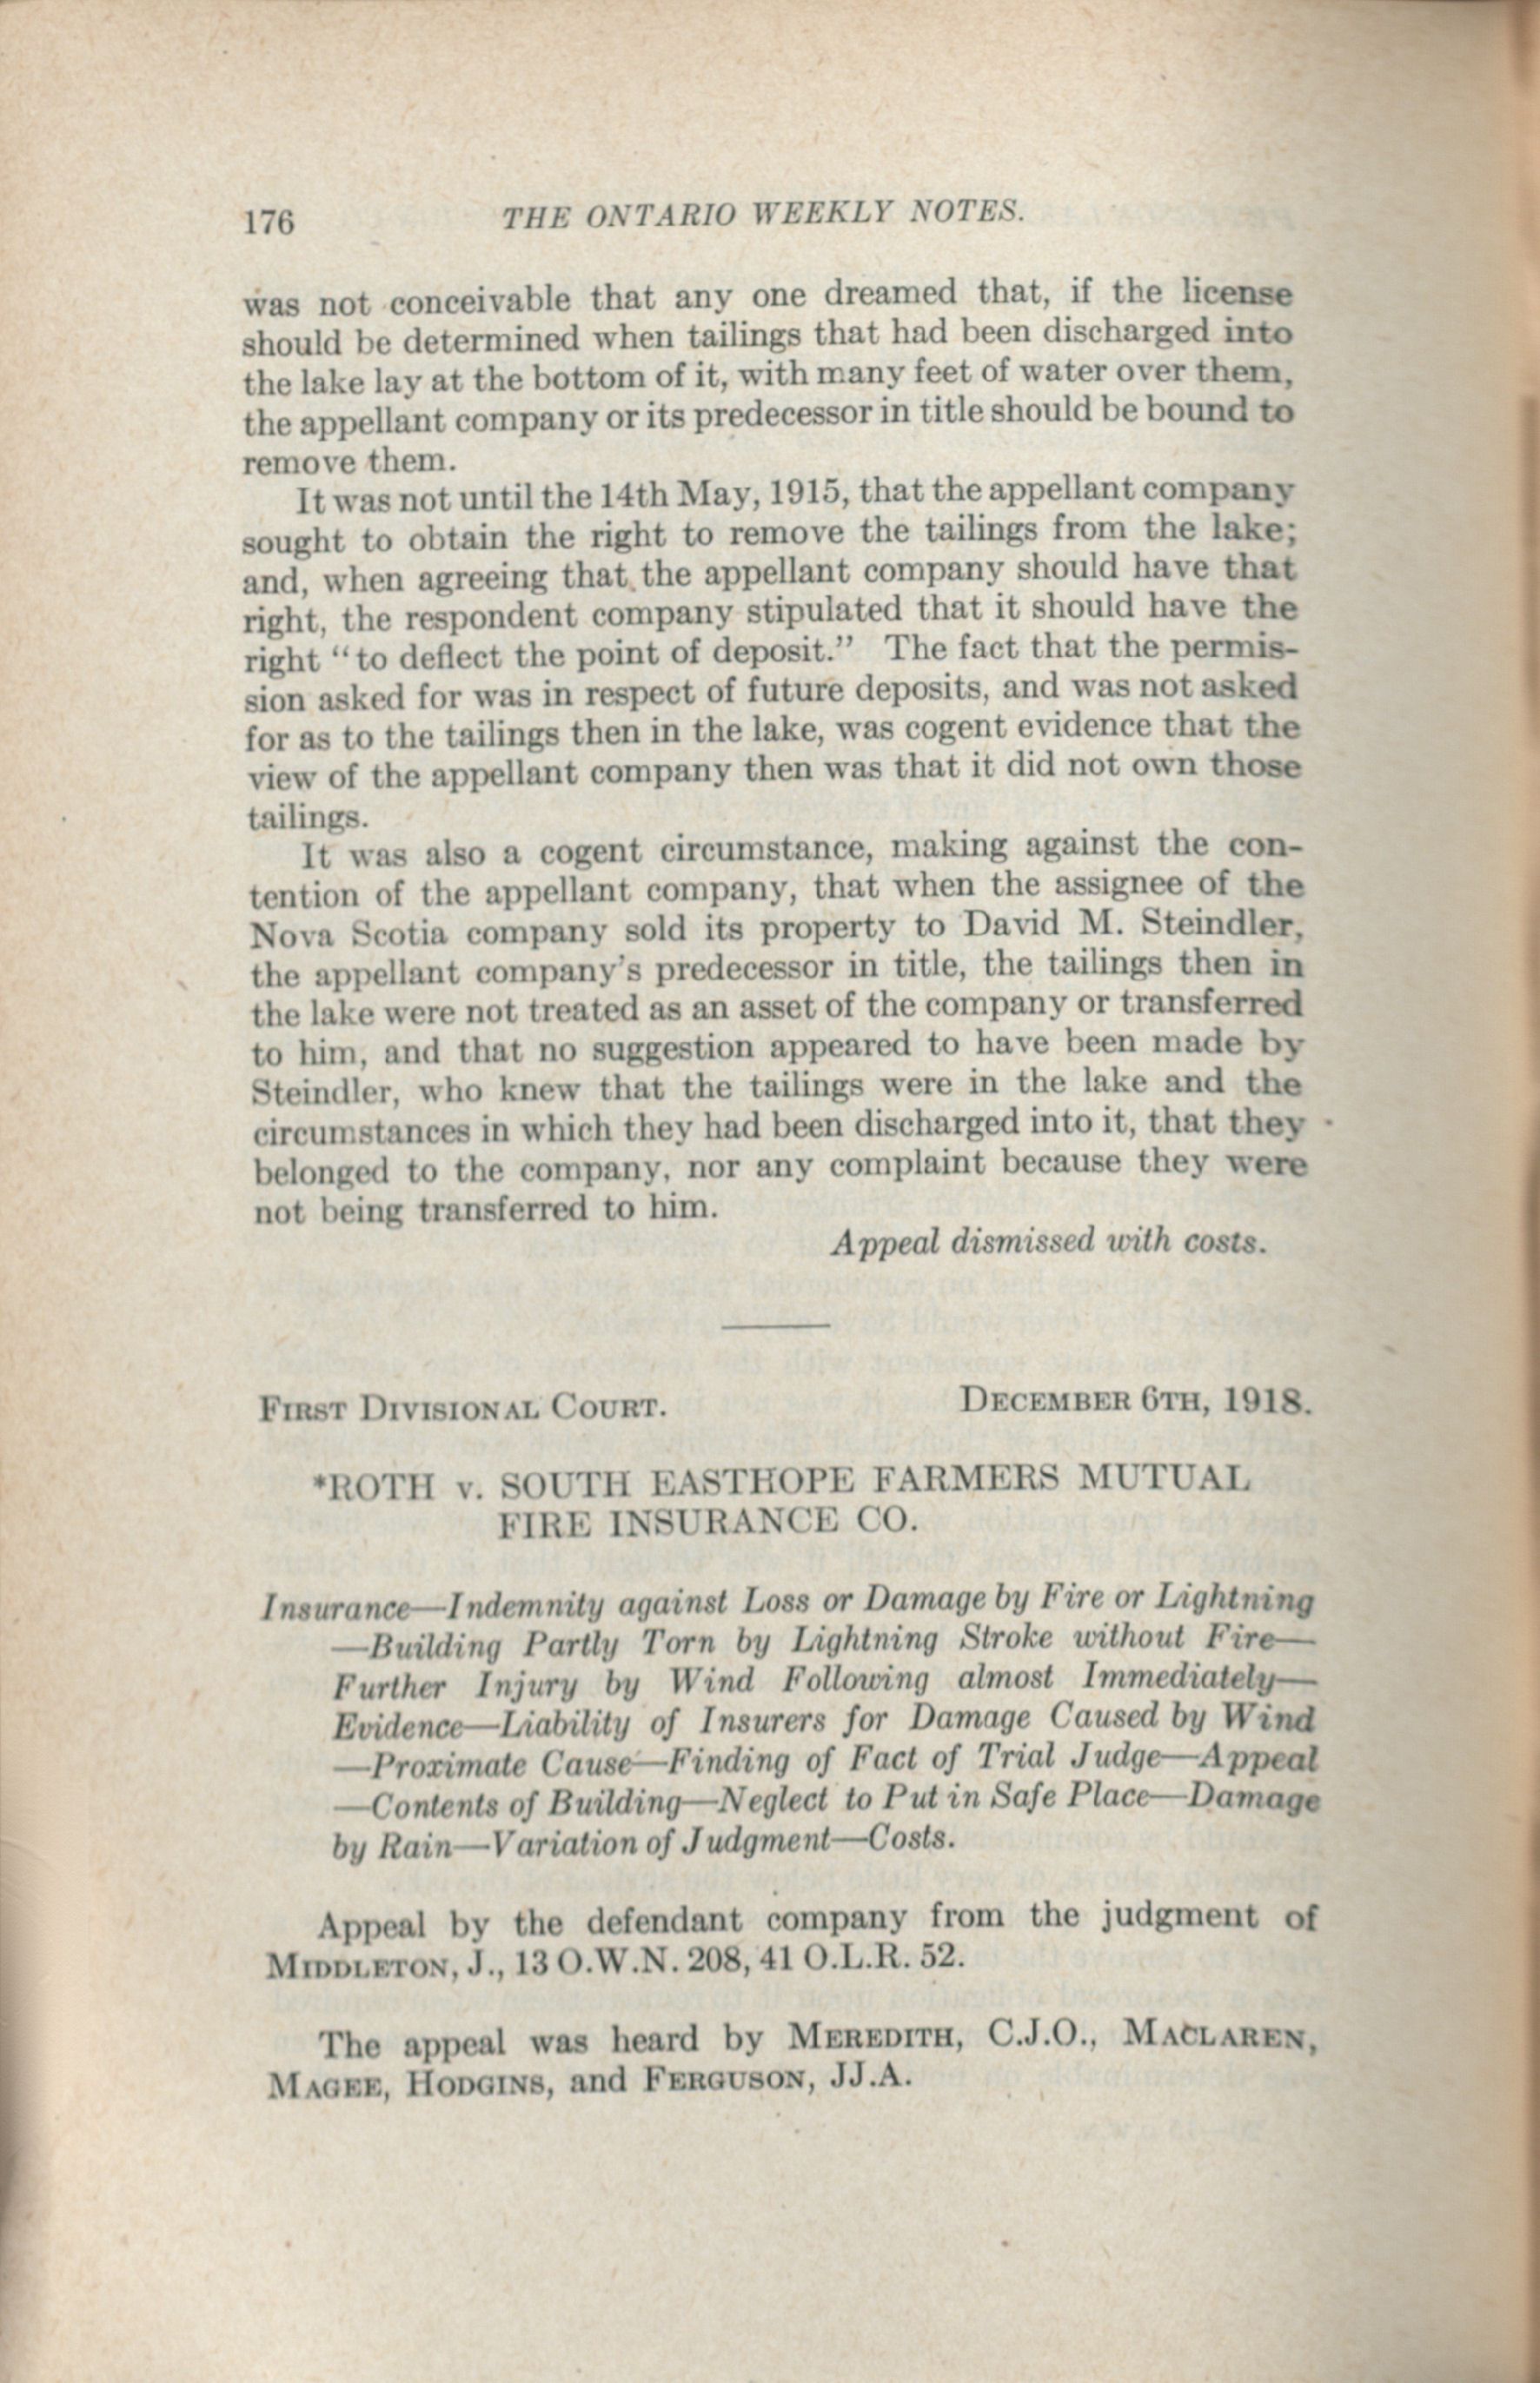 176
THE ONTARIO WEEKLY NOTES.
was not conceivable that any one dreamed that, if the license
should be determined when tailings that had been discharged into
the lake lay at the bottom of it, with many feet of water over them,
the appellant company or its predecessor in title should be bound to
remove them.
It was not until the 14th May, 1915, that the appellant company
sought to obtain the right to remove the tailings from the lake;
and, when agreeing that the appellant company should have that
right, the respondent company stipulated that it should have the
right "to deflect the point of deposit." The fact that the permis-
sion asked for was in respect of future deposits, and was not asked
for as to the tailings then in the lake, was cogent evidence that the
view of the appellant company then was that it did not own those
tailings.
It was also a cogent circumstance, making against the con-
tention of the appellant company, that when the assignee of the
Nova Scotia company sold its property to David M. Steindler,
the appellant company's predecessor in title, the tailings then in
the lake were not treated as an asset of the company or transferred
to him, and that no suggestion appeared to have been made by
Steindler, who knew that the tailings were in the lake and the
circumstances in which they had been discharged into it, that they
belonged to the company, nor any complaint because they were
not being transferred to him.
Appeal dismissed with costs.
FIRST DIVISIONAL COURT.
DECEMBER 6TH, 1918.
*ROTH v. SOUTH EASTHOPE FARMERS MUTUAL
FIRE INSURANCE CO.
Insurance—Indemnity against Loss or Damage by Fire or Lightning
—Building Partly Torn by Lightning Stroke without Fire—
Further Injury by Wind Following almost Immediately—
Evidence—Liability of Insurers for Damage Caused by Wind
—Proximate Cause—Finding of Fact of Trial Judge—Appeal
—Contents of Building—Neglect to Put in Safe Place—Damage
by Rain—Variation of Judgment—Costs.
Appeal by the defendant company from the judgment of
MIDDLETON, J., 13 O.W.N. 208, 41 O.L.R. 52.
The appeal was heard by MEREDITH, C.J.O., MACLAREN,
MAGEE, HODGINS, and FERGUSON, JJ.A.